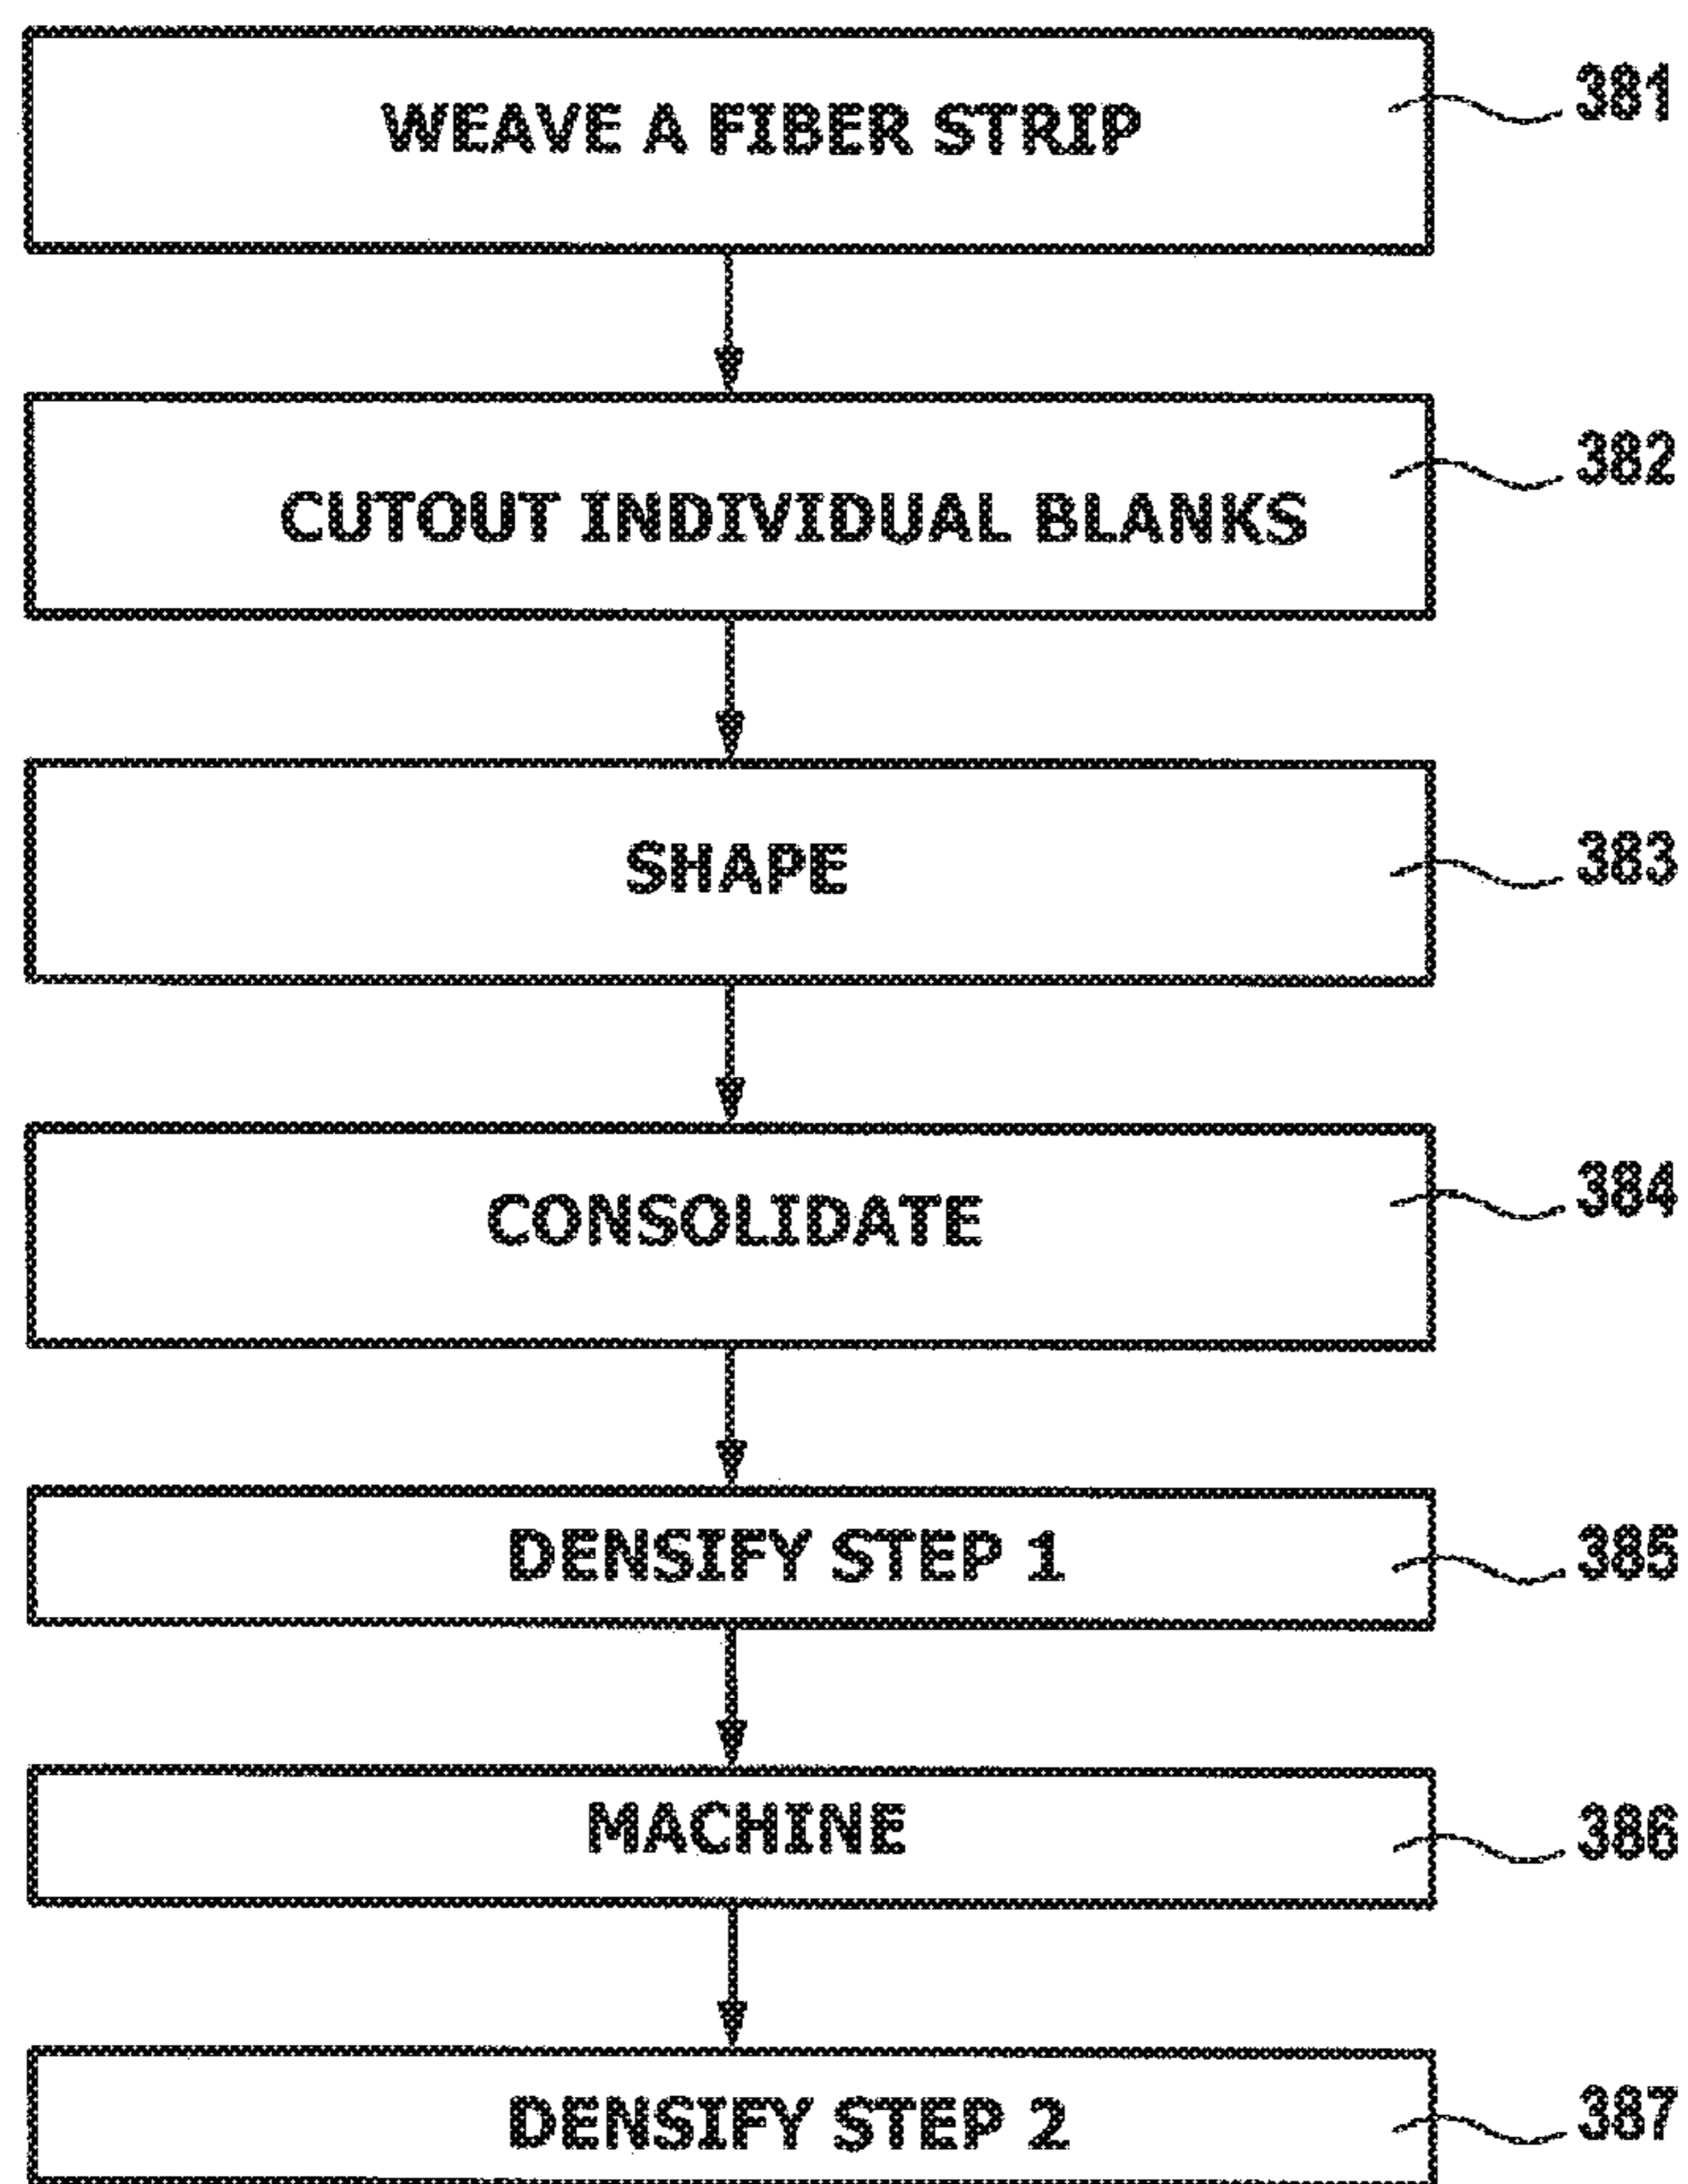 WEAVE A FIBER STRIP 381
CUTOUT INDIVIDUAL BLANKS 382
SHAPE 383
CONSOLIDATE 384
DENSIFY STEP 1 385
MACHINE 386
DENSIFY STEP 2 387